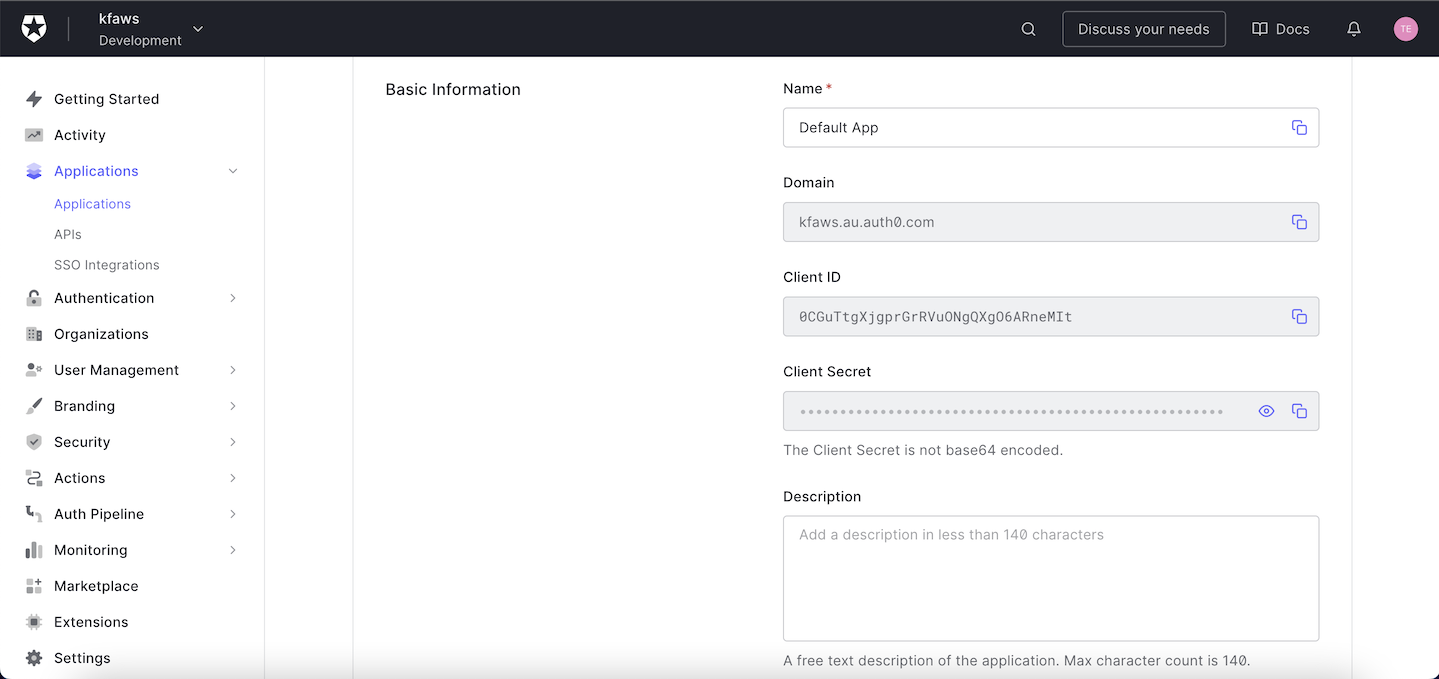 kfaws
Development
Discuss your needs
Docs
TE
Getting Started
Activity
Applications
Applications
APIs
SSO Integrations
Authentication
Organizations
User Management
Branding
Security
Actions
Auth Pipeline
Monitoring
Marketplace
Extensions
Settings
Basic Information
Name *
Default App
Domain
kfaws.au.auth0.com
Client ID
0CGuTtgXjgprGrRVuONgQXgO6ARneMIt
Client Secret
The Client Secret is not base64 encoded.
Description
Add a description in less than 140 characters
A free text description of the application. Max character count is 140.